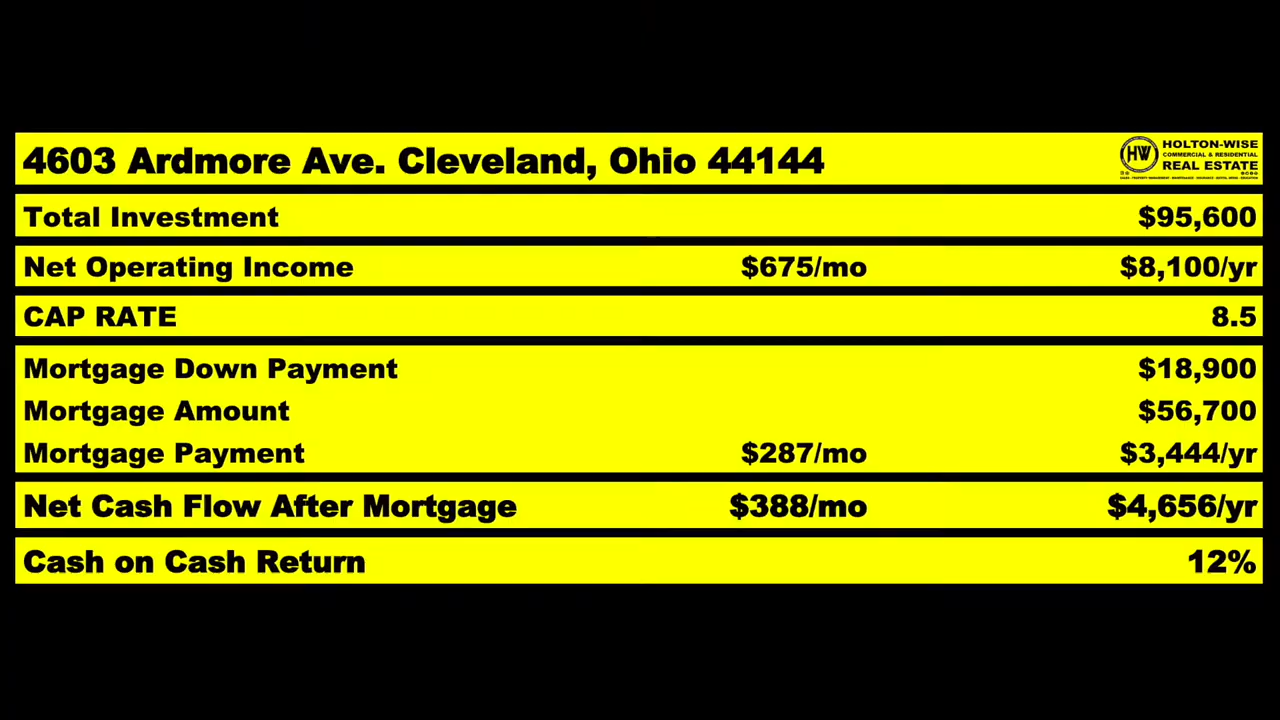 4603 Ardmore Ave. Cleveland, Ohio 44144
HW
HOLTON-WISE
COMMERCIAL & RESIDENTIAL
REAL ESTATE
Total Investment $95,600
Net Operating Income $675/mo $8,100/yr
CAP RATE 8.5
Mortgage Down Payment $18,900
Mortgage Amount $56,700
Mortgage Payment $287/mo $3,444/yr
Net Cash Flow After Mortgage $388/mo $4,656/yr
Cash on Cash Return 12%